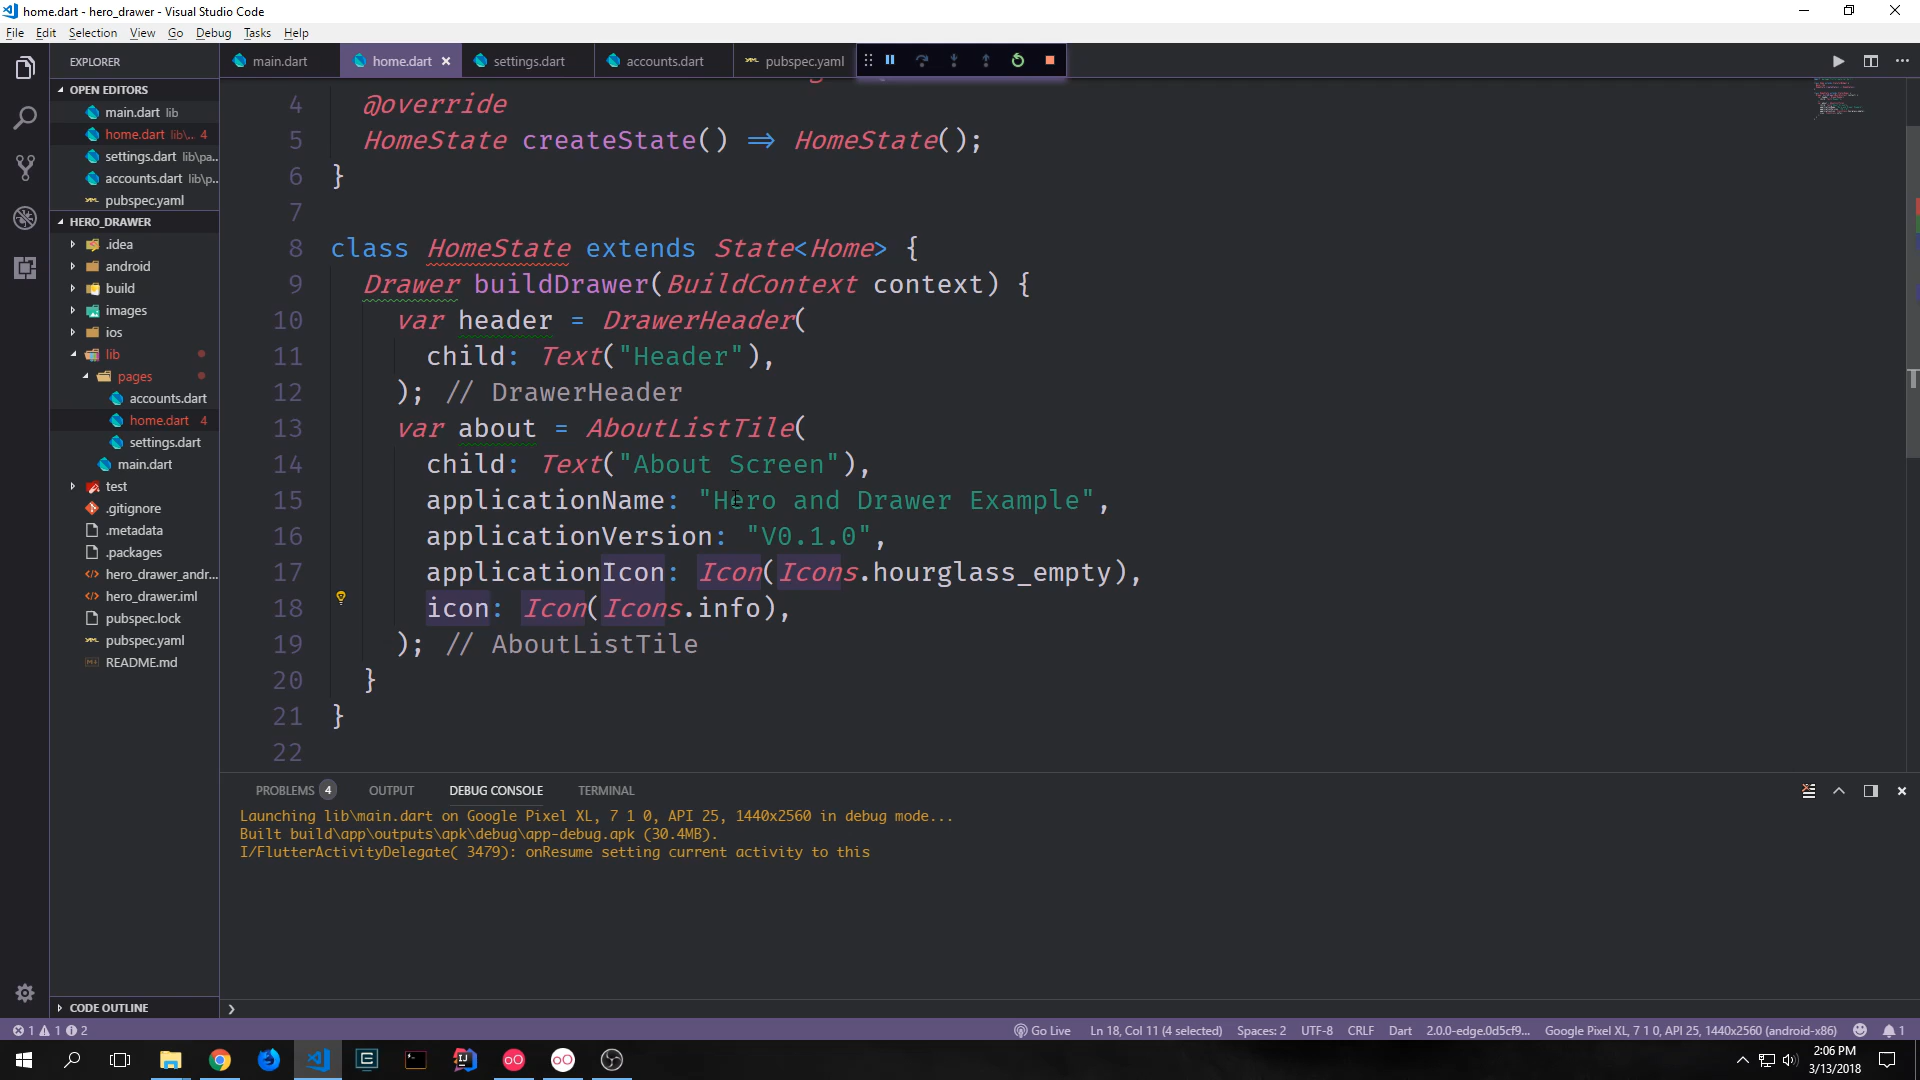 home.dart - hero_drawer - Visual Studio Code
File Edit Selection View Go Debug Tasks Help
EXPLORER
main.dart
home.dart
settings.dart
accounts.dart
pubspec.yaml
OPEN EDITORS
main.dart lib
home.dart lib\... 4
settings.dart lib\pa...
accounts.dart lib\p...
pubspec.yaml
HERO_DRAWER
.idea
android
build
images
ios
lib
pages
accounts.dart
home.dart 4
settings.dart
main.dart
test
.gitignore
.metadata
.packages
hero_drawer_andr...
hero_drawer.iml
pubspec.lock
pubspec.yaml
README.md
CODE OUTLINE
4 @override
5 HomeState createState() => HomeState();
6 }
7
8 class HomeState extends State<Home> {
9 Drawer buildDrawer(BuildContext context) {
10 var header = DrawerHeader(
11 child: Text("Header"),
12 ); // DrawerHeader
13 var about = AboutListTile(
14 child: Text("About Screen"),
15 applicationName: "Hero and Drawer Example",
16 applicationVersion: "V0.1.0",
17 applicationIcon: Icon(Icons.hourglass_empty),
18 icon: Icon(Icons.info),
19 ); // AboutListTile
20 }
21 }
22
PROBLEMS 4 OUTPUT DEBUG CONSOLE TERMINAL
Launching lib\main.dart on Google Pixel XL, 7 1 0, API 25, 1440x2560 in debug mode...
Built build\app\outputs\apk\debug\app-debug.apk (30.4MB).
I/FlutterActivityDelegate( 3479): onResume setting current activity to this
1 1 2
Go Live Ln 18, Col 11 (4 selected) Spaces: 2 UTF-8 CRLF Dart 2.0.0-edge.0d5cf9... Google Pixel XL, 7 1 0, API 25, 1440x2560 (android-x86) 1
2:06 PM
3/13/2018